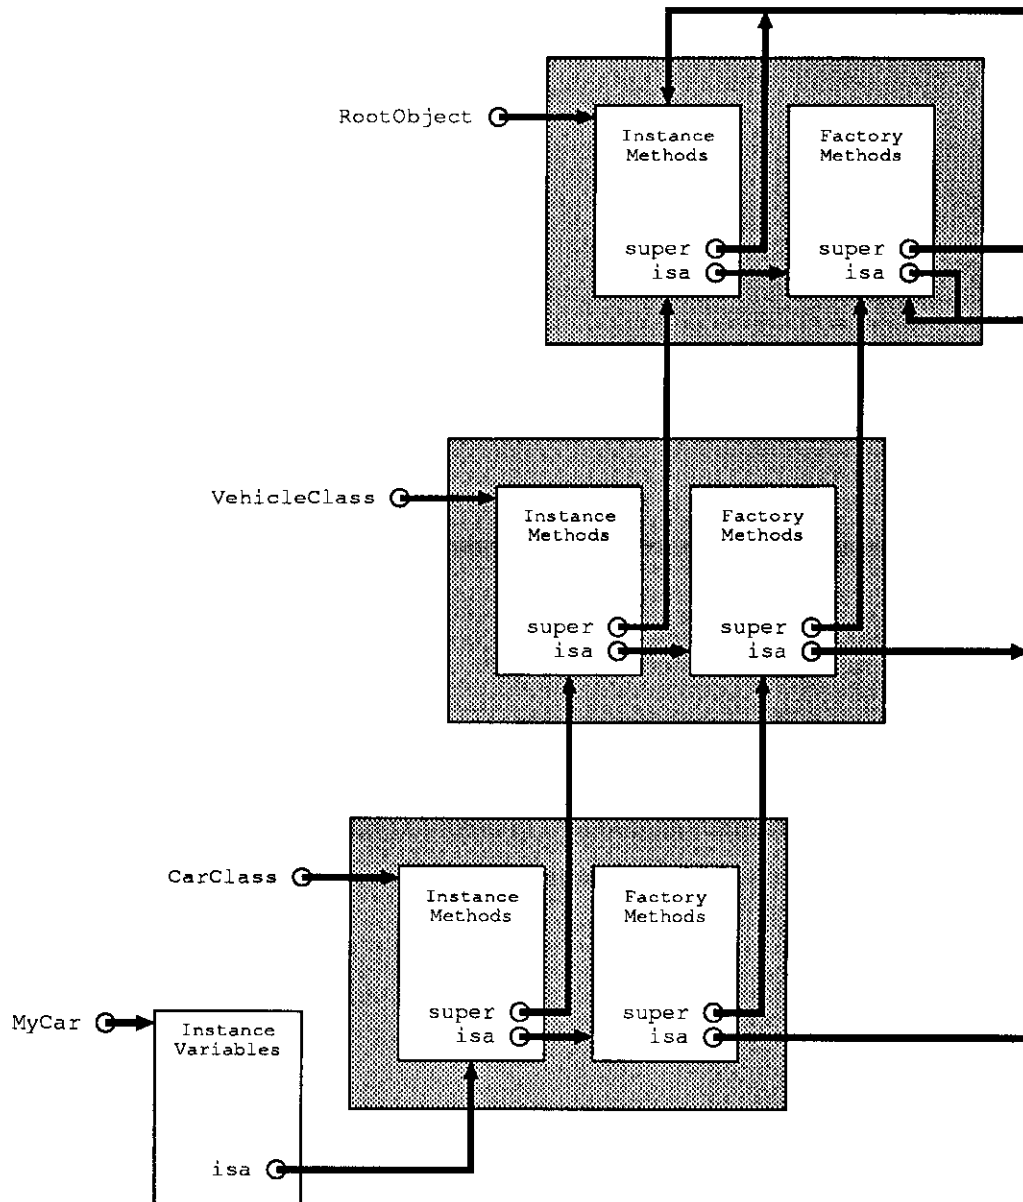 RootObject
Instance
Methods
super
isa
Factory
Methods
super
isa
VehicleClass
Instance
Methods
super
isa
Factory
Methods
super
isa
CarClass
Instance
Methods
super
isa
Factory
Methods
super
isa
MyCar
Instance
Variables
isa